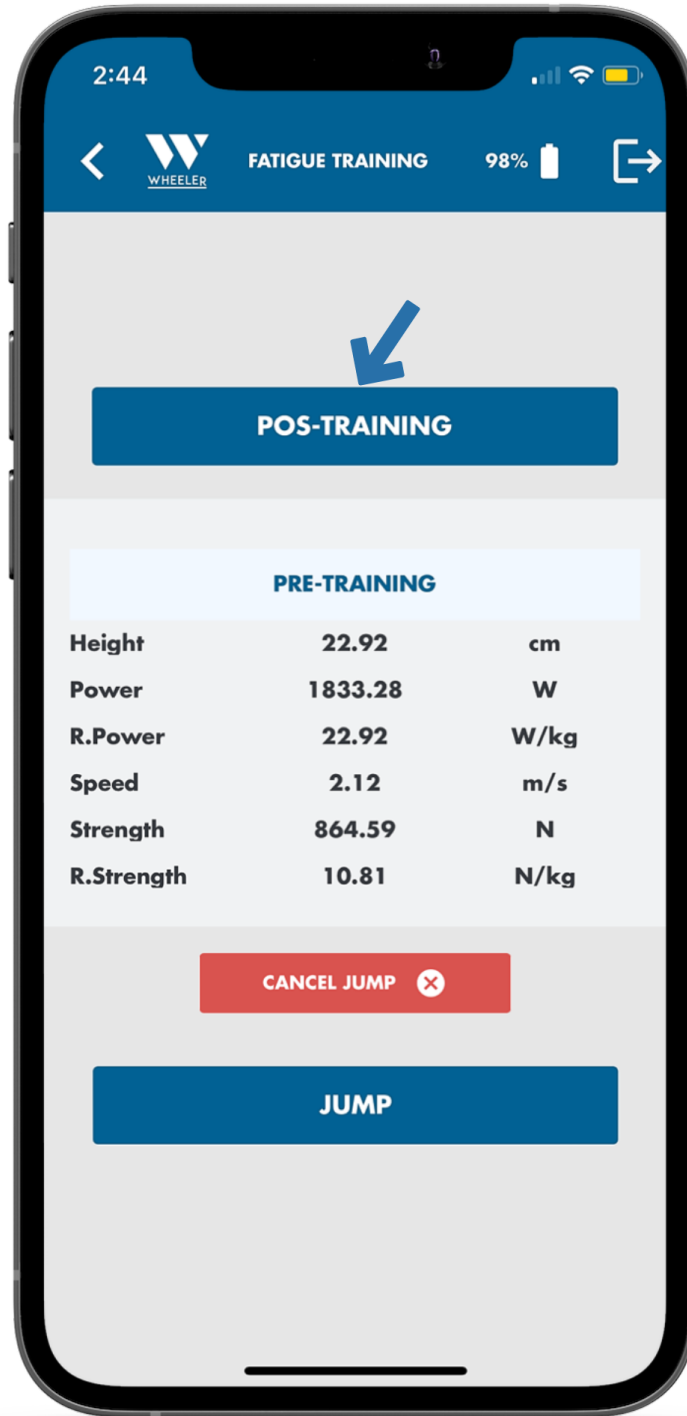 2:44
WHEELER FATIGUE TRAINING 98%
POS-TRAINING
PRE-TRAINING
Height 22.92 cm
Power 1833.28 W
R.Power 22.92 W/kg
Speed 2.12 m/s
Strength 864.59 N
R.Strength 10.81 N/kg
CANCEL JUMP
JUMP